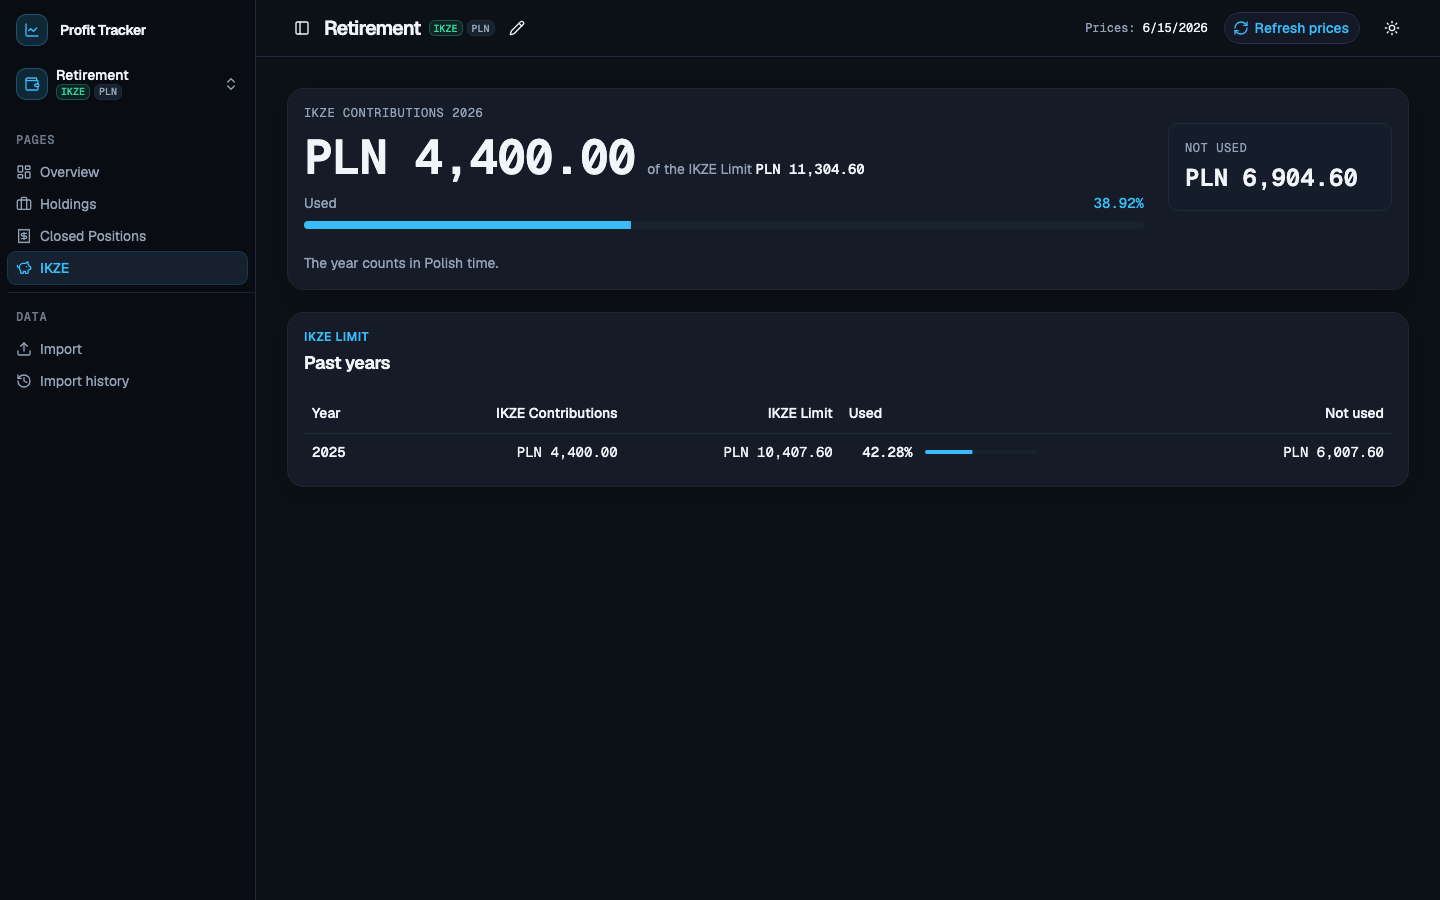 Profit Tracker
Retirement
IKZE PLN
PAGES
Overview
Holdings
Closed Positions
IKZE
DATA
Import
Import history
Retirement IKZE PLN
Prices: 6/15/2026 Refresh prices
IKZE CONTRIBUTIONS 2026
PLN 4,400.00 of the IKZE Limit PLN 11,304.60
Used 38.92%
The year counts in Polish time.
NOT USED
PLN 6,904.60
IKZE LIMIT
Past years
Year IKZE Contributions IKZE Limit Used Not used
2025 PLN 4,400.00 PLN 10,407.60 42.28% PLN 6,007.60